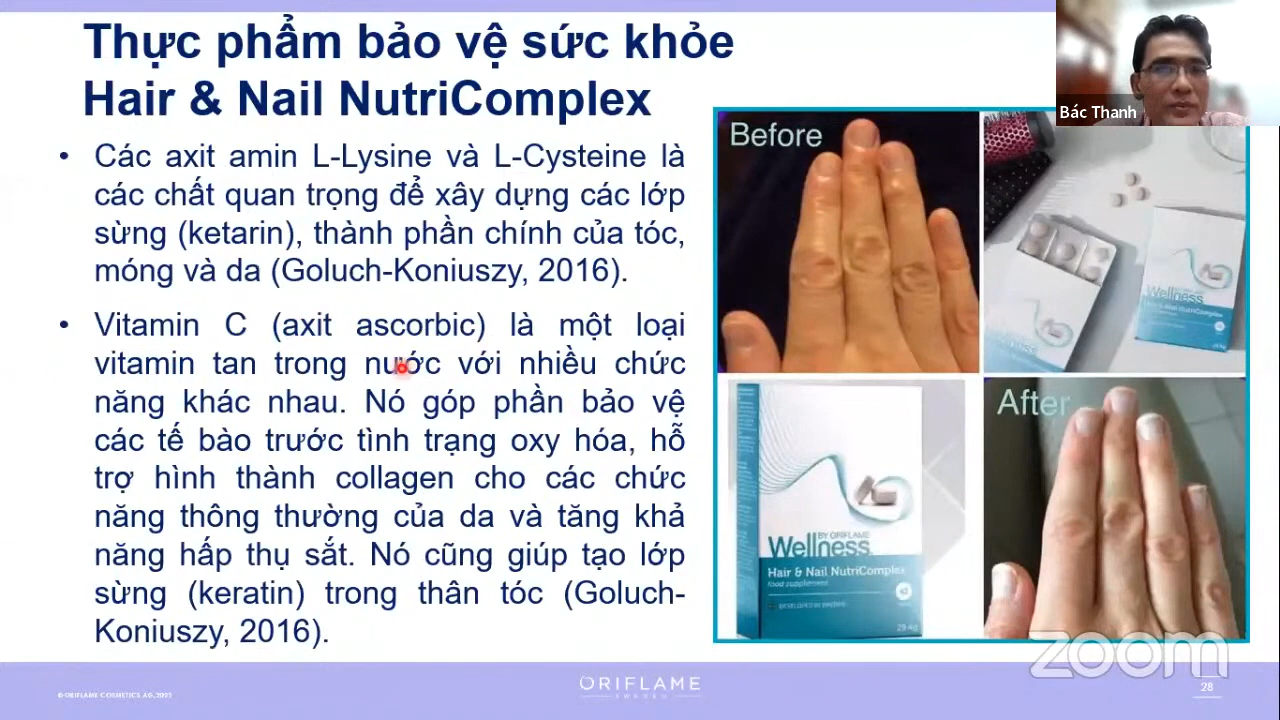 Thực phẩm bảo vệ sức khỏe
Hair & Nail NutriComplex
Bác Thanh
• Các axit amin L-Lysine và L-Cysteine là
các chất quan trọng để xây dựng các lớp
sừng (ketarin), thành phần chính của tóc,
móng và da (Goluch-Koniuszy, 2016).
• Vitamin C (axit ascorbic) là một loại
vitamin tan trong nước với nhiều chức
năng khác nhau. Nó góp phần bảo vệ
các tế bào trước tình trạng oxy hóa, hỗ
trợ hình thành collagen cho các chức
năng thông thường của da và tăng khả
năng hấp thụ sắt. Nó cũng giúp tạo lớp
sừng (keratin) trong thân tóc (Goluch-
Koniuszy, 2016).
Before
Wellness
Hair & Nail NutriComplex
Wellness
BY ORIFLAME
Wellness
Hair & Nail NutriComplex
food supplement
After
zoom
©ORIFLAME COSMETICS AG,
ORIFLAME
SWEDEN
28